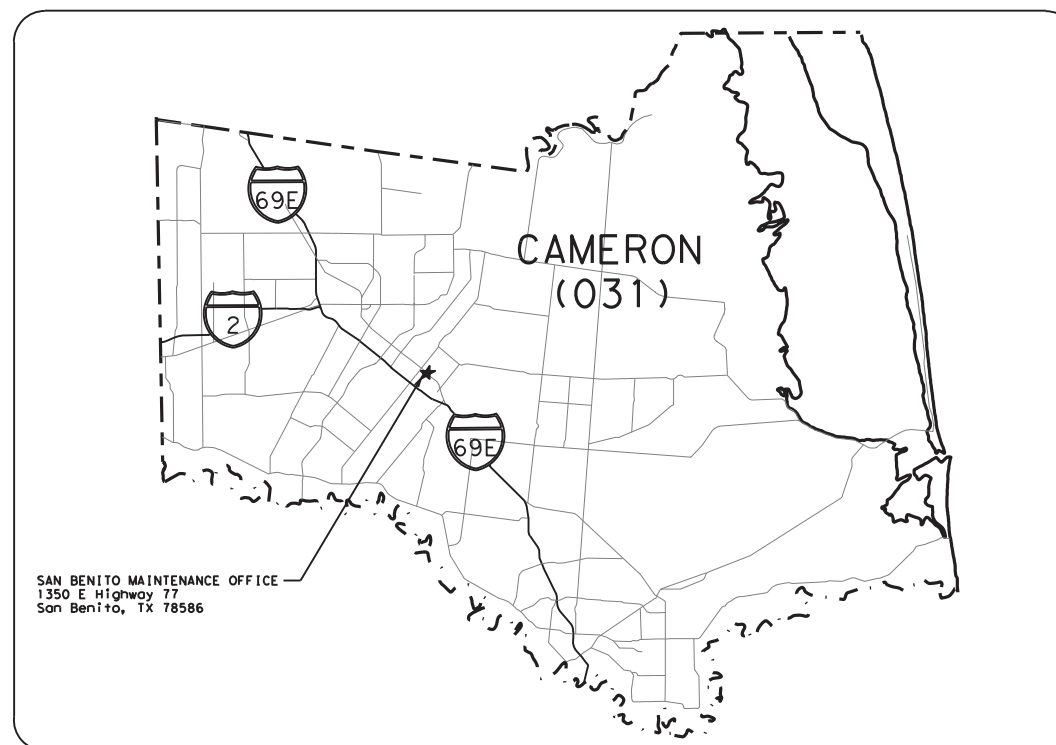 69E
CAMERON
(031)
2
69E
SAN BENITO MAINTENANCE OFFICE
1350 E Highway 77
San Benito, TX 78586